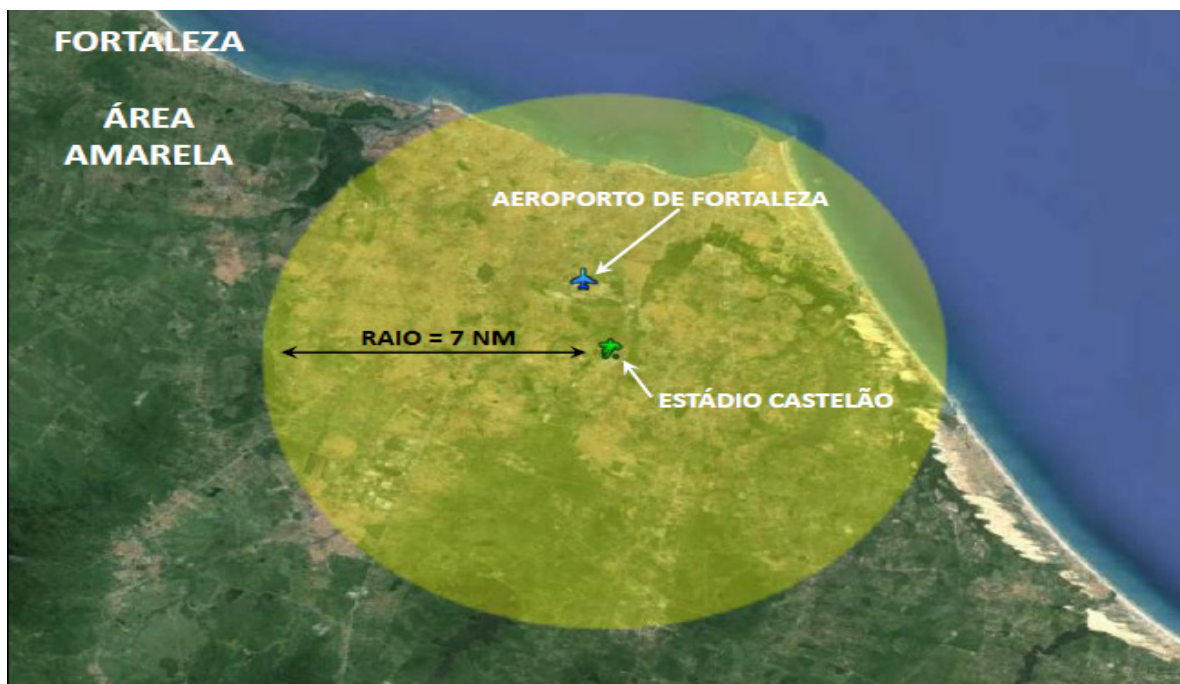 FORTALEZA
ÁREA
AMARELA
AEROPORTO DE FORTALEZA
RAIO = 7 NM
ESTÁDIO CASTELÃO